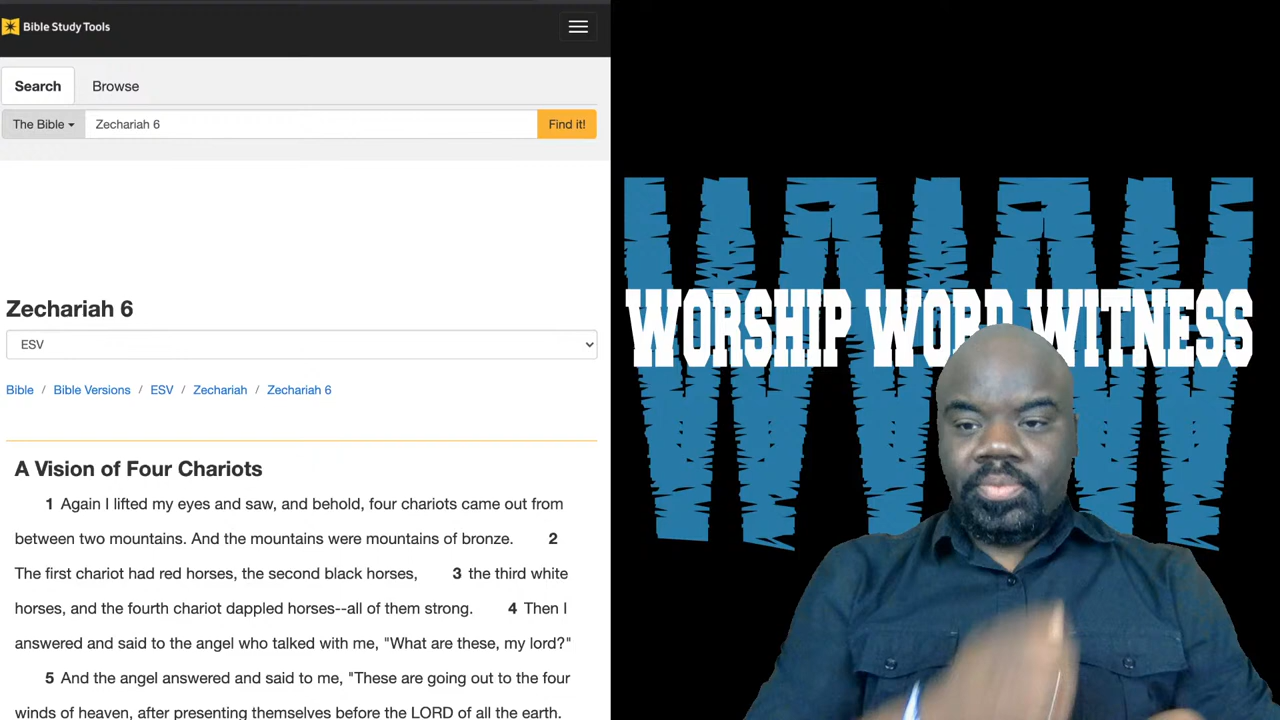 Bible Study Tools
Search Browse
The Bible Zechariah 6 Find it!
Zechariah 6
ESV
Bible / Bible Versions / ESV / Zechariah / Zechariah 6
A Vision of Four Chariots
1 Again I lifted my eyes and saw, and behold, four chariots came out from
between two mountains. And the mountains were mountains of bronze. 2
The first chariot had red horses, the second black horses, 3 the third white
horses, and the fourth chariot dappled horses--all of them strong. 4 Then I
answered and said to the angel who talked with me, "What are these, my lord?"
5 And the angel answered and said to me, "These are going out to the four
winds of heaven, after presenting themselves before the LORD of all the earth.
WWW
WORSHIP WORD WITNESS